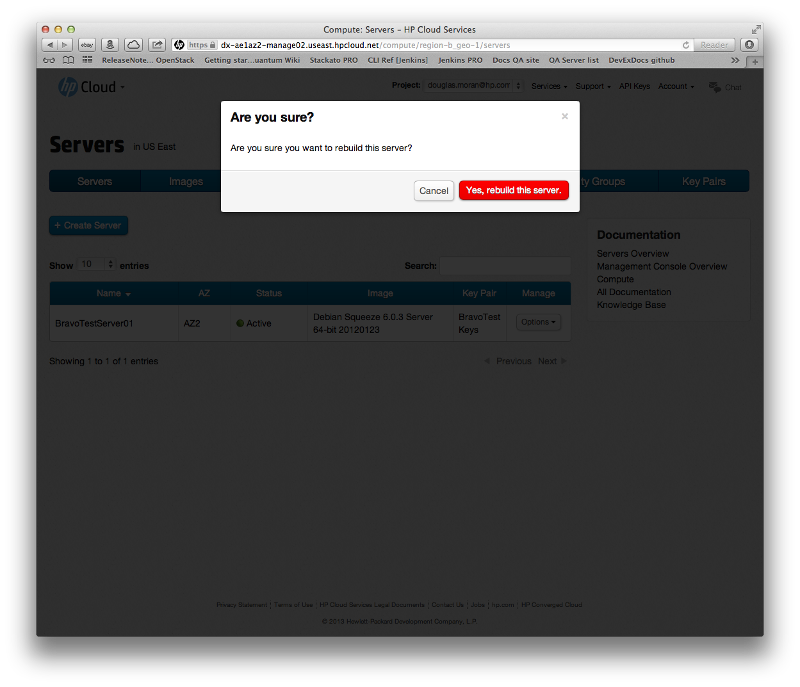 Compute: Servers – HP Cloud Services
ebay https dx-ae1az2-manage02.useast.hpcloud.net/compute/region-b_geo-1/servers Reader
ReleaseNote... OpenStack Getting star...uantum Wiki Stackato PRO CLI Ref [Jenkins] Jenkins PRO Docs QA site QA Server list DevExDocs github >> +
hp Cloud Project: douglas.moran@hp.com Services Support API Keys Account Chat
Are you sure? ×
Are you sure you want to rebuild this server?
Cancel Yes, rebuild this server.
Servers in US East
Servers Images ty Groups Key Pairs
+ Create Server
Show 10 entries Search:
Name AZ Status Image Key Pair Manage
BravoTestServer01 AZ2 Active Debian Squeeze 6.0.3 Server 64-bit 20120123 BravoTest Keys Options
Showing 1 to 1 of 1 entries Previous Next
Documentation
Servers Overview
Management Console Overview
Compute
All Documentation
Knowledge Base
Privacy Statement | Terms of Use | HP Cloud Services Legal Documents | Contact Us | Jobs | hp.com | HP Converged Cloud
© 2013 Hewlett-Packard Development Company, L.P.